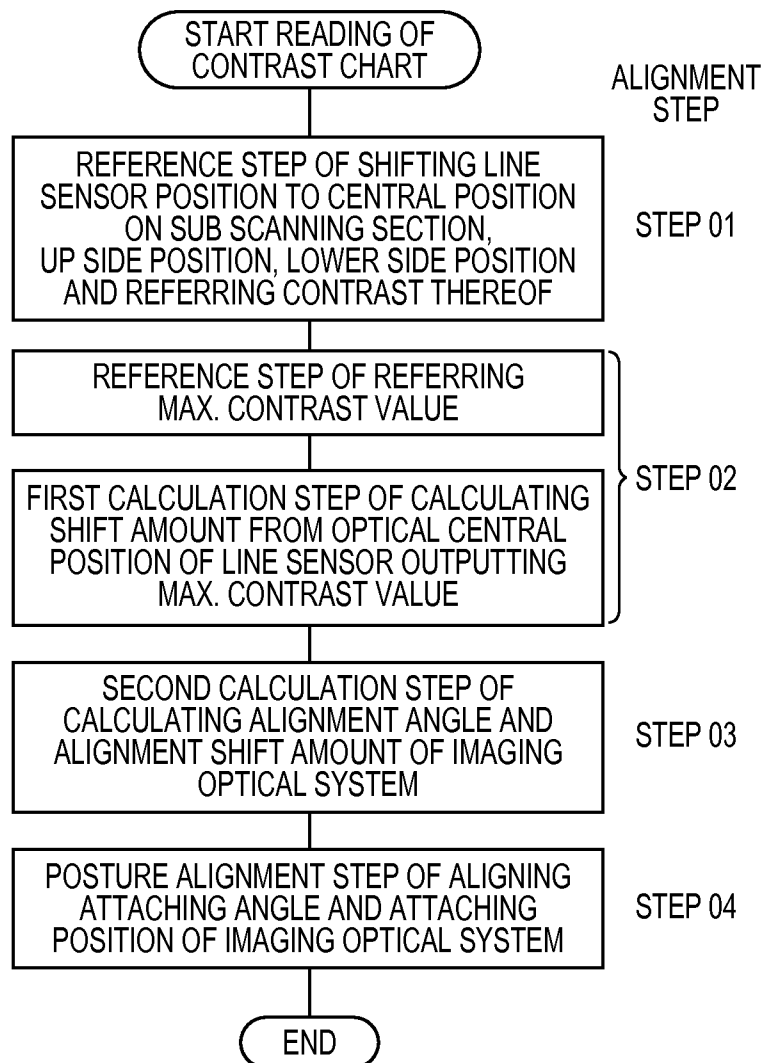 START READING OF
CONTRAST CHART
ALIGNMENT
STEP
REFERENCE STEP OF SHIFTING LINE
SENSOR POSITION TO CENTRAL POSITION
ON SUB SCANNING SECTION,
UP SIDE POSITION, LOWER SIDE POSITION
AND REFERRING CONTRAST THEREOF
STEP 01
REFERENCE STEP OF REFERRING
MAX. CONTRAST VALUE
FIRST CALCULATION STEP OF CALCULATING
SHIFT AMOUNT FROM OPTICAL CENTRAL
POSITION OF LINE SENSOR OUTPUTTING
MAX. CONTRAST VALUE
STEP 02
SECOND CALCULATION STEP OF
CALCULATING ALIGNMENT ANGLE AND
ALIGNMENT SHIFT AMOUNT OF IMAGING
OPTICAL SYSTEM
STEP 03
POSTURE ALIGNMENT STEP OF ALIGNING
ATTACHING ANGLE AND ATTACHING
POSITION OF IMAGING OPTICAL SYSTEM
STEP 04
END